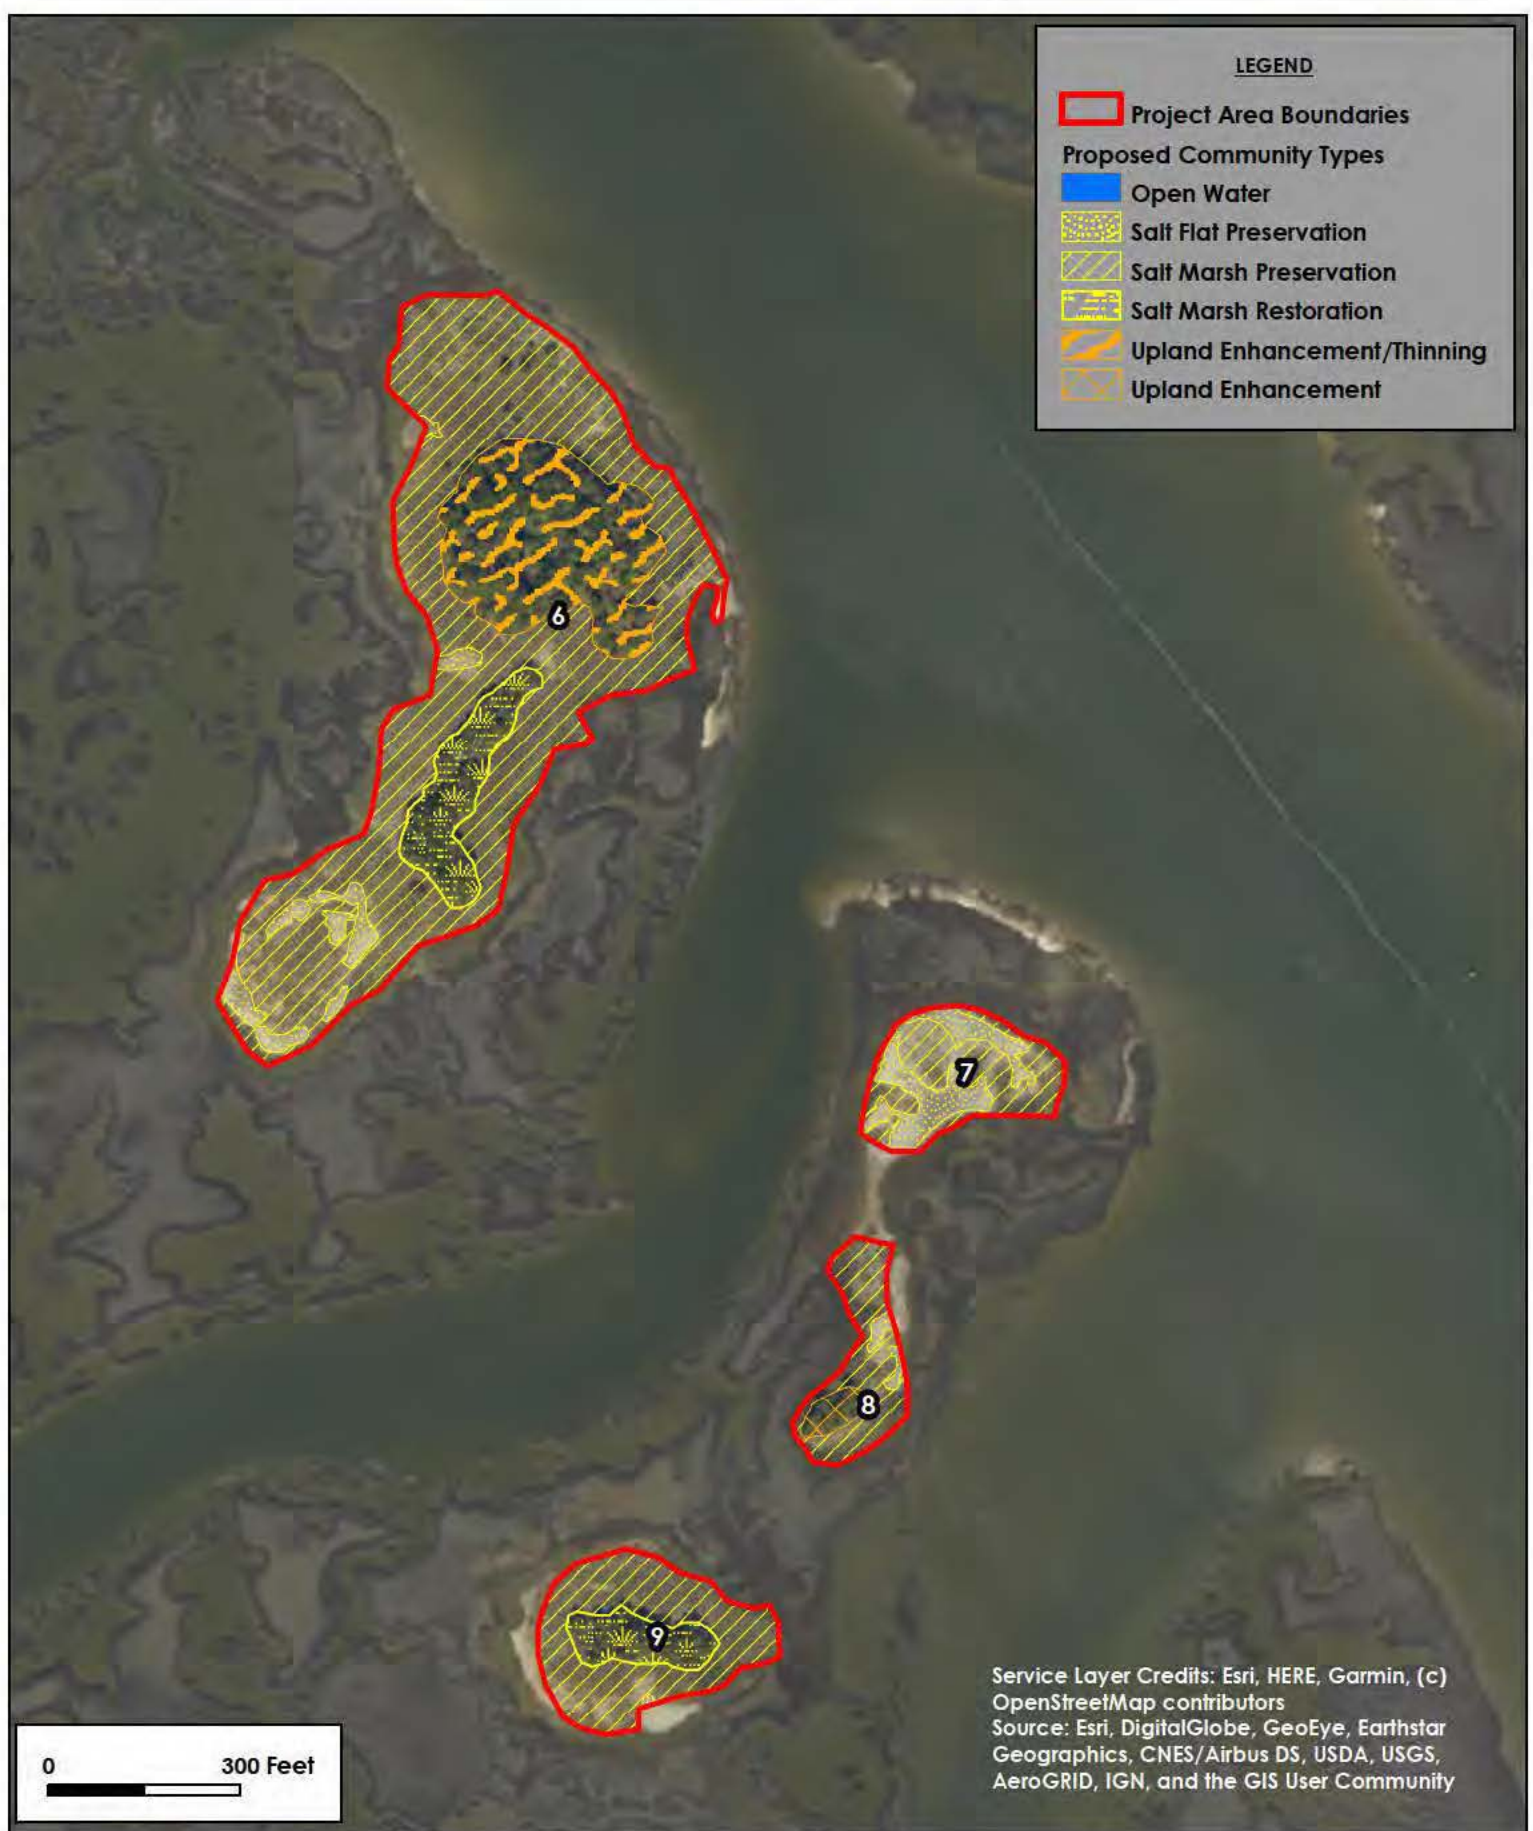 LEGEND
Project Area Boundaries
Proposed Community Types
Open Water
Salt Flat Preservation
Salt Marsh Preservation
Salt Marsh Restoration
Upland Enhancement/Thinning
Upland Enhancement
6
7
8
9
Service Layer Credits: Esri, HERE, Garmin, (c)
OpenStreetMap contributors
Source: Esri, DigitalGlobe, GeoEye, Earthstar
Geographics, CNES/Airbus DS, USDA, USGS,
AeroGRID, IGN, and the GIS User Community
0 300 Feet